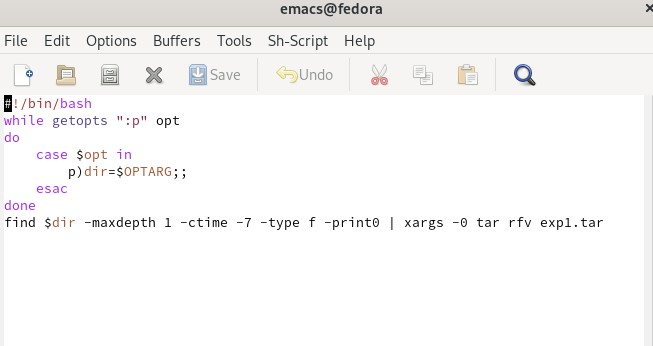 emacs@fedora
File Edit Options Buffers Tools Sh-Script Help
Save Undo
#!/bin/bash
while getopts ":p" opt
do
    case $opt in
        p)dir=$OPTARG;;
    esac
done
find $dir -maxdepth 1 -ctime -7 -type f -print0 | xargs -0 tar rfv exp1.tar